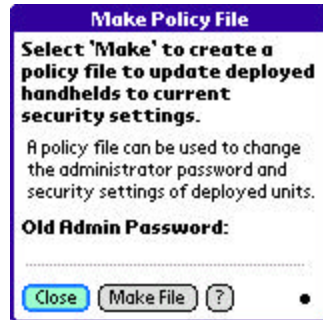 Make Policy File
Select 'Make' to create a
policy file to update deployed
handhelds to current
security settings.
A policy file can be used to change
the administrator password and
security settings of deployed units.
Old Admin Password:
Close Make File ?